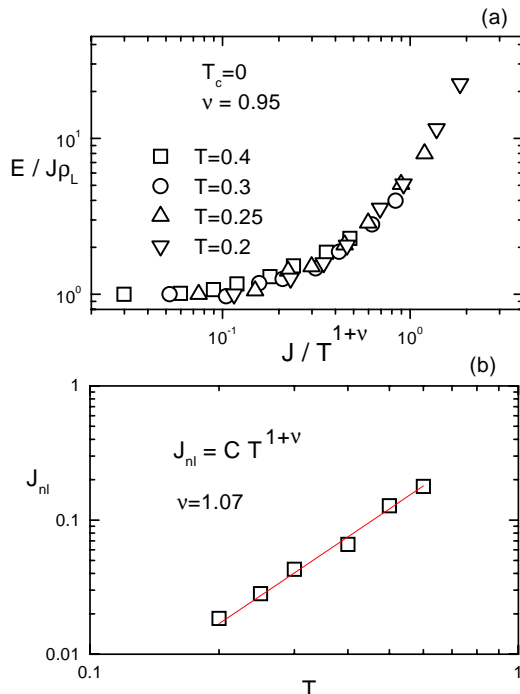 (a)
T_c=0
ν = 0.95
10^1
E / Jρ_L
T=0.4
T=0.3
T=0.25
T=0.2
10^0
10^-1 10^0
J / T^1+ν
(b)
1
J_nl = C T^1+ν
J_nl
ν=1.07
0.1
0.01
0.1 1
T